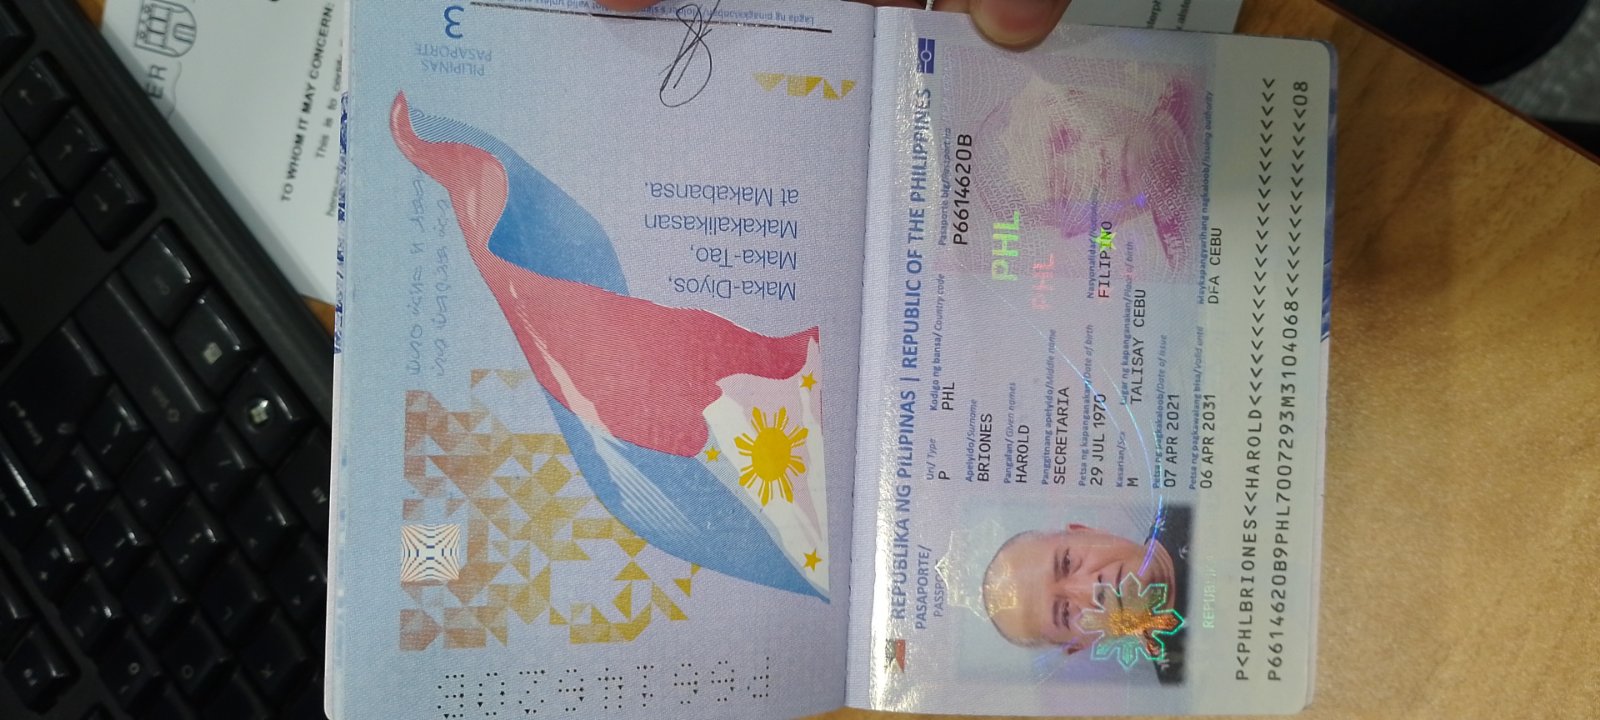 REPUBLIKA NG PILIPINAS | REPUBLIC OF THE PHILIPPINES
PASAPORTE/
PASSPORT
Uri/ Type
Kodigo ng bansa/ Country code
Pasaporte blg/Passport no
P
PHL
P6614620B
Apelyido/Surname
BRIONES
Pangalan/ Given names
HAROLD
Panggitnang apelyido/Middle name
SECRETARIA
Petsa ng kapanganakan/Date of birth
29 JUL 1970
FILIPINO
Kasarian/Sex
Lugar ng kapanganakan/Place of birth
M
TALISAY CEBU
Petsa ng pagkakaloob/Date of issue
Maykapangyarihang nagkaloob/Issuing authority
07 APR 2021
DFA CEBU
Petsa ng pagkawalang bisa/Valid until
06 APR 2031
PHL
PHL
P<PHLBRIONES<<HAROLD<<<<<<<<<<<<<<<<<<<<<<<<
P6614620B9PHL7007293M3104068<<<<<<<<<<<<<<08
Maka-Diyos,
Maka-Tao,
Makakalikasan
at Makabansa.
PILIPINAS
PASAPORTE
3
P6614620B
TO WHOM IT MAY CONCERN:
This is to